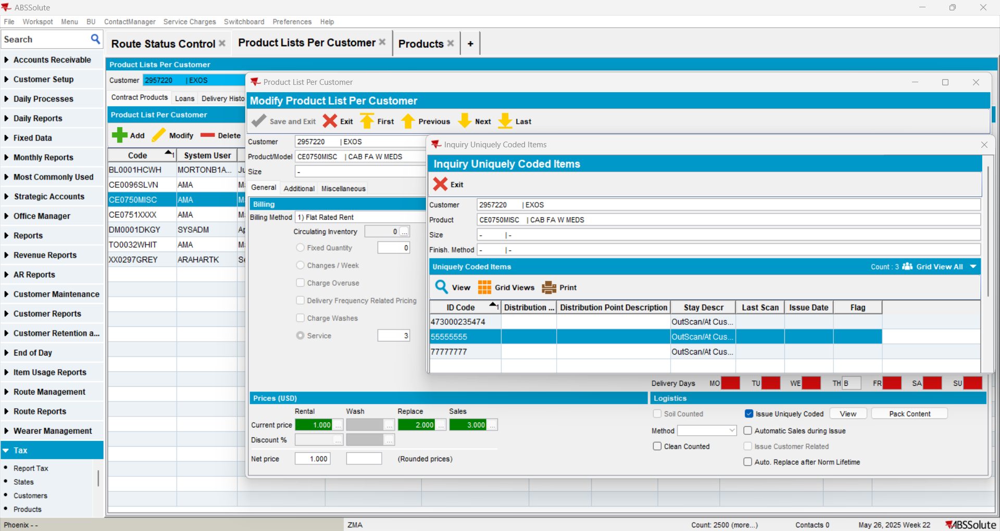 ABSSolute
File Workspot Menu BU ContactManager Service Charges Switchboard Preferences Help
Search
Route Status Control
Product Lists Per Customer
Products
+
Accounts Receivable
Customer Setup
Daily Processes
Daily Reports
Fixed Data
Monthly Reports
Most Commonly Used
Strategic Accounts
Office Manager
Reports
Revenue Reports
AR Reports
Customer Maintenance
Customer Reports
Customer Retention a...
End of Day
Item Usage Reports
Route Management
Route Reports
Wearer Management
Tax
Report Tax
States
Customers
Products
Product Lists Per Customer
Customer 2957220 | EXOS
Contract Products Loans Delivery Histo
Product List Per Customer
Add Modify Delete
Code 1 System User
BL0001HCWH MORTONB1A... Ju
CE0096SLVN AMA
CE0750MISC AMA
CE0751XXXX AMA
DM0001DKGY SYSADM Ap
TO0032WHIT AMA
XX0297GREY ARAHARTK Se
Product List Per Customer
Modify Product List Per Customer
Save and Exit Exit First Previous Next Last
Customer 2957220 | EXOS
Product/Model CE0750MISC | CAB FA W MEDS
Size -
General Additional Miscellaneous
Billing
Billing Method 1) Flat Rated Rent
Circulating Inventory 0 ...
Fixed Quantity 0
Changes / Week
Charge Overuse
Delivery Frequency Related Pricing
Charge Washes
Service 3
Inquiry Uniquely Coded Items
Inquiry Uniquely Coded Items
Exit
Customer 2957220 | EXOS
Product CE0750MISC | CAB FA W MEDS
Size - | -
Finish. Method - | -
Uniquely Coded Items Count : 3 Grid View All
View Grid Views Print
ID Code 1 Distribution ... Distribution Point Description Stay Descr Last Scan Issue Date Flag
473000235474 OutScan/At Cus...
55555555 OutScan/At Cus...
77777777 OutScan/At Cus...
Delivery Days MO TU WE TH B FR SA SU
Prices (USD)
Rental Wash Replace Sales
Current price 1.000 ... ... 2.000 ... 3.000 ...
Discount % ... ...
Net price 1.000 (Rounded prices)
Logistics
Soil Counted Issue Uniquely Coded View Pack Content
Method Automatic Sales during Issue
Clean Counted Issue Customer Related
Auto. Replace after Norm Lifetime
Phoenix - - ZMA Count: 2500 (more...) Contacts 0 May 26, 2025 Week 22 ABSSolute